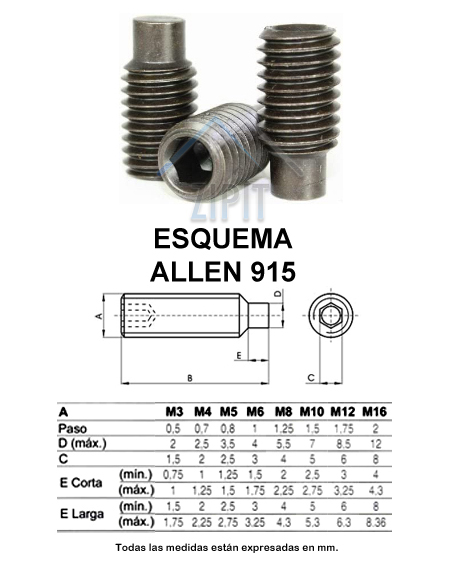 ZIPIT
ESQUEMA
ALLEN 915
A
B
C
D
E
A M3 M4 M5 M6 M8 M10 M12 M16
Paso 0,5 0,7 0,8 1 1,25 1,5 1,75 2
D (máx.) 2 2.5 3.5 4 5.5 7 8.5 12
C 1,5 2 2,5 3 4 5 6 8
E Corta (mín.) 0.75 1 1.25 1.5 2 2.5 3 4
(máx.) 1 1.25 1.5 1.75 2.25 2.75 3.25 4.3
E Larga (mín.) 1.5 2 2.5 3 4 5 6 8
(máx.) 1.75 2.25 2.75 3.25 4.3 5.3 6.3 8.36
Todas las medidas están expresadas en mm.